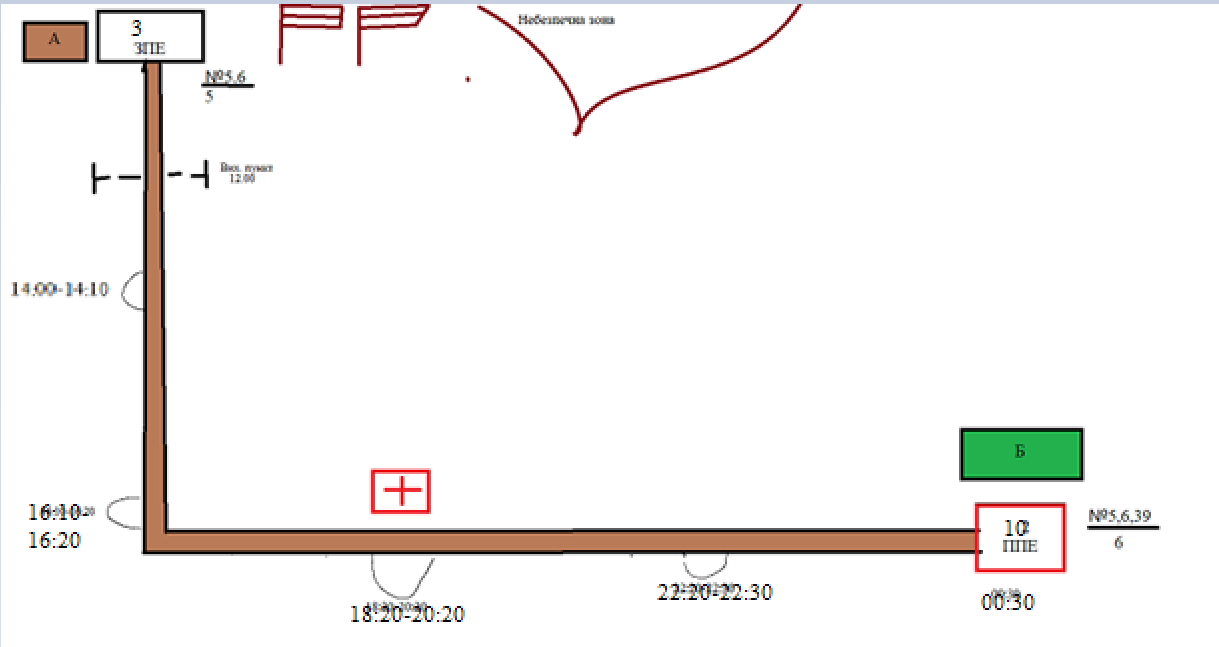 Небезпечна зона
А
3
ЗПЕ
№5,6
5
Вих. пункт
12.00
14:00-14:10
16:10-
16:20
Б
10
ППЕ
№5,6,39
6
18:20-20:20
22:20-22:30
00:30